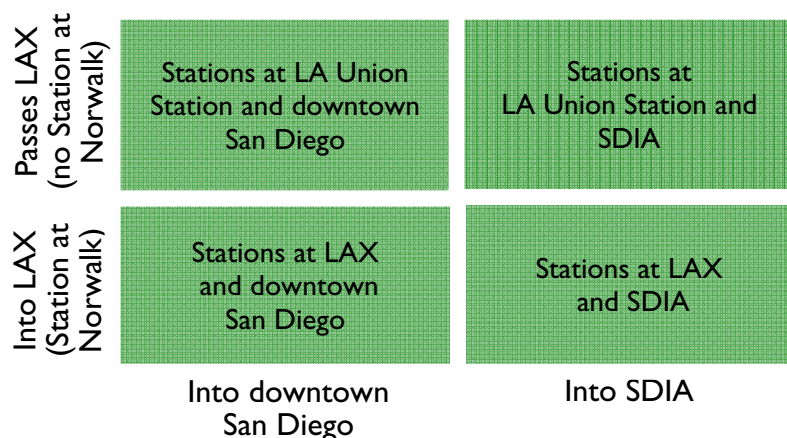 Passes LAX
(no Station at
Norwalk)
Stations at LA Union
Station and downtown
San Diego
Stations at
LA Union Station and
SDIA
Into LAX
(Station at
Norwalk)
Stations at LAX
and downtown
San Diego
Stations at LAX
and SDIA
Into downtown
San Diego
Into SDIA